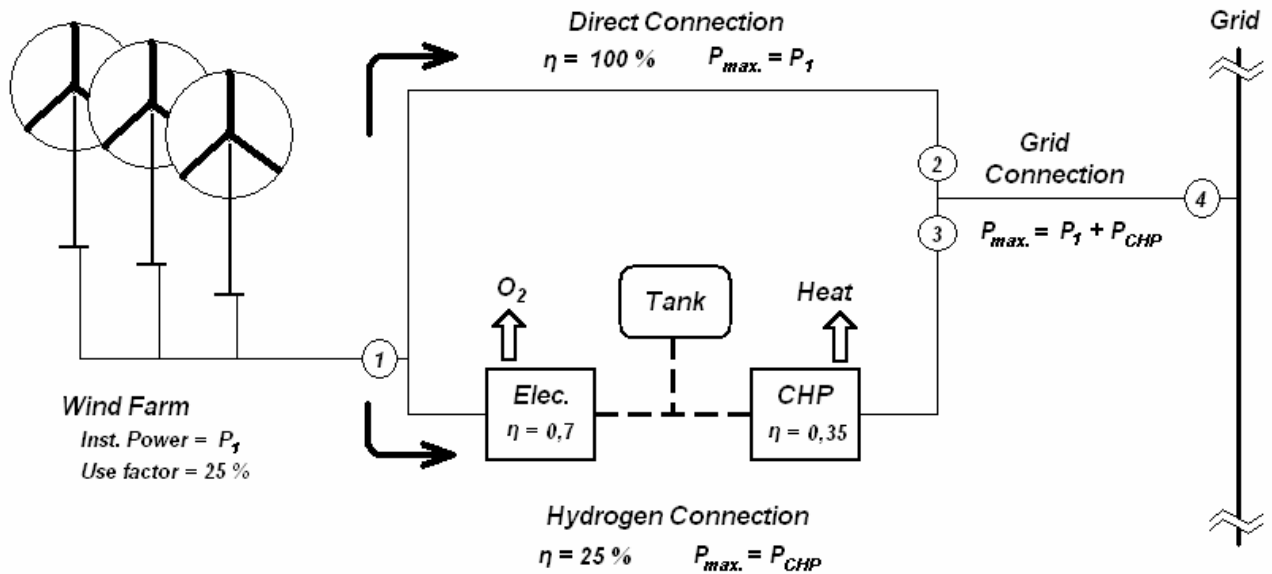 Direct Connection
η = 100 % Pmax. = P1
Grid
2
Grid
Connection
4
3
Pmax. = P1 + PCHP
O2
Tank
Heat
1
Elec.
η = 0,7
CHP
η = 0,35
Wind Farm
Inst. Power = P1
Use factor = 25 %
Hydrogen Connection
η = 25 % Pmax. = PCHP